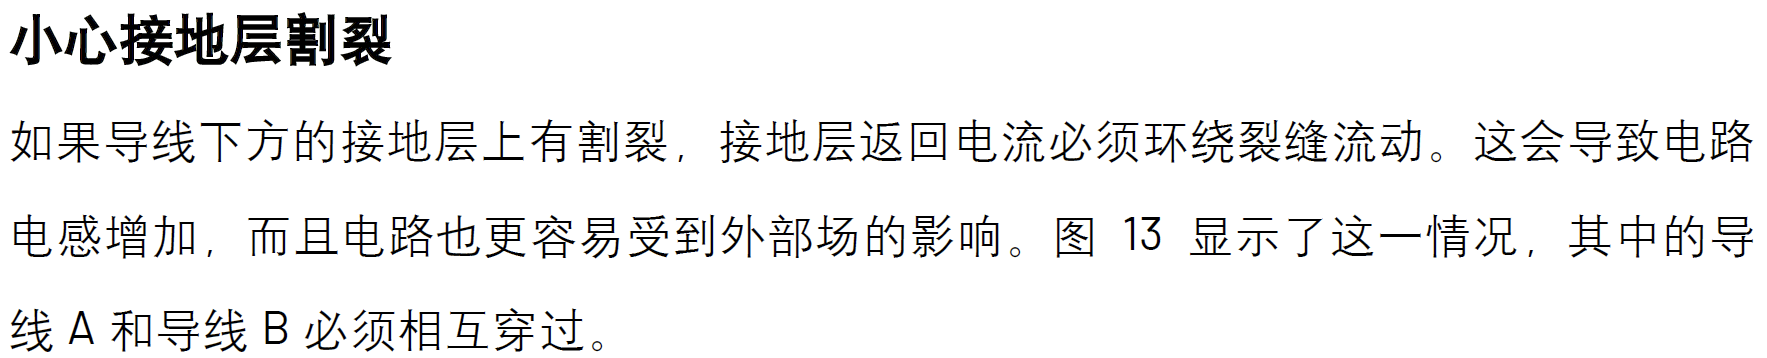 小心接地层割裂
如果导线下方的接地层上有割裂，接地层返回电流必须环绕裂缝流动。这会导致电路
电感增加，而且电路也更容易受到外部场的影响。图 13 显示了这一情况，其中的导
线 A 和导线 B 必须相互穿过。